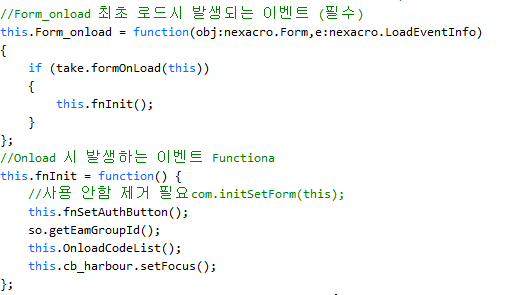 //Form_onload 최초 로드시 발생되는 이벤트 (필수)
this.Form_onload = function(obj:nexacro.Form,e:nexacro.LoadEventInfo)
{
    if (take.formOnLoad(this))
    {
        this.fnInit();
    }
};
//Onload 시 발생하는 이벤트 Functiona
this.fnInit = function() {
    //사용 안함 제거 필요com.initSetForm(this);
    this.fnSetAuthButton();
    so.getEamGroupId();
    this.OnloadCodeList();
    this.cb_harbour.setFocus();
};